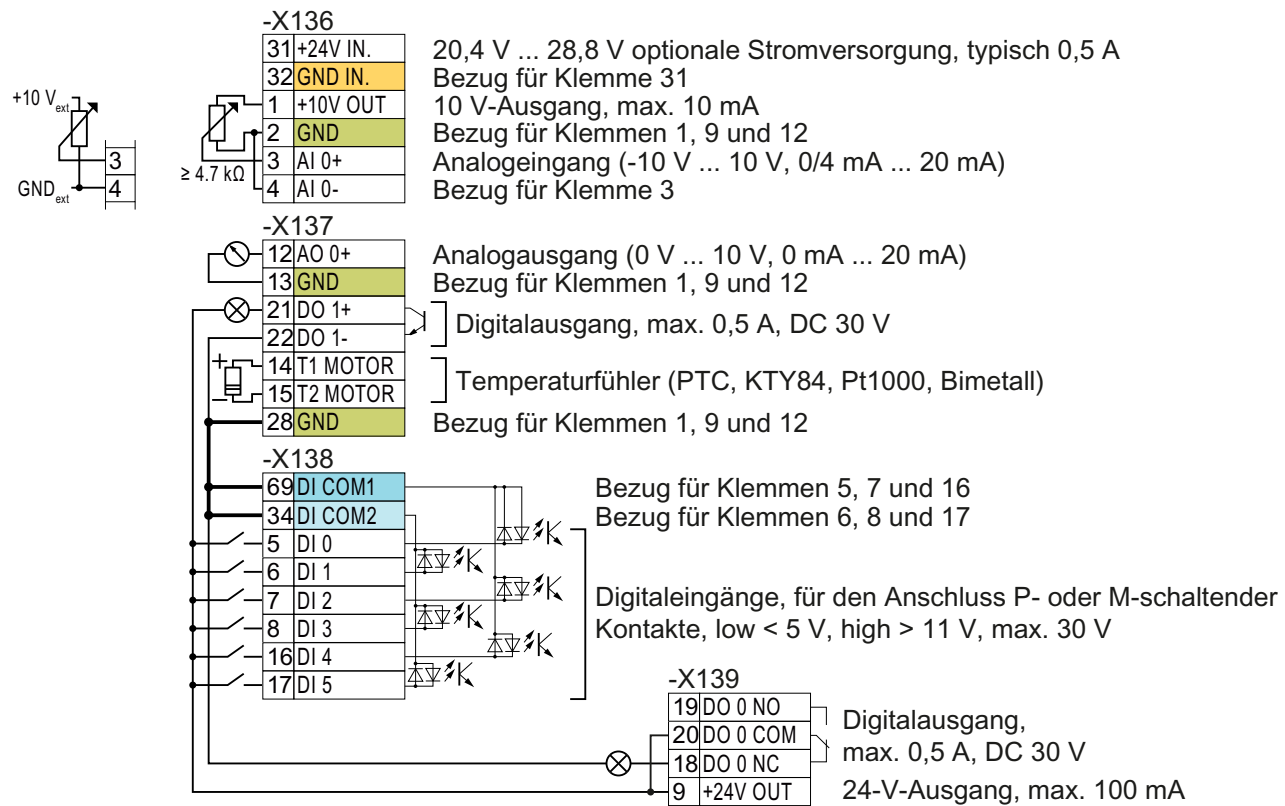 -X136
31 +24V IN. 20,4 V ... 28,8 V optionale Stromversorgung, typisch 0,5 A
32 GND IN. Bezug für Klemme 31
1 +10V OUT 10 V-Ausgang, max. 10 mA
2 GND Bezug für Klemmen 1, 9 und 12
3 AI 0+ Analogeingang (-10 V ... 10 V, 0/4 mA ... 20 mA)
4 AI 0- Bezug für Klemme 3
≥ 4.7 kΩ
+10 Vext
3
GNDext 4
-X137
12 AO 0+ Analogausgang (0 V ... 10 V, 0 mA ... 20 mA)
13 GND Bezug für Klemmen 1, 9 und 12
21 DO 1+
Digitalausgang, max. 0,5 A, DC 30 V
22 DO 1-
+ 14 T1 MOTOR
Temperaturfühler (PTC, KTY84, Pt1000, Bimetall)
– 15 T2 MOTOR
28 GND Bezug für Klemmen 1, 9 und 12
-X138
69 DI COM1 Bezug für Klemmen 5, 7 und 16
34 DI COM2 Bezug für Klemmen 6, 8 und 17
5 DI 0
6 DI 1
7 DI 2
8 DI 3
16 DI 4
17 DI 5
Digitaleingänge, für den Anschluss P- oder M-schaltender
Kontakte, low < 5 V, high > 11 V, max. 30 V
-X139
19 DO 0 NO
20 DO 0 COM
18 DO 0 NC
Digitalausgang,
max. 0,5 A, DC 30 V
9 +24V OUT 24-V-Ausgang, max. 100 mA